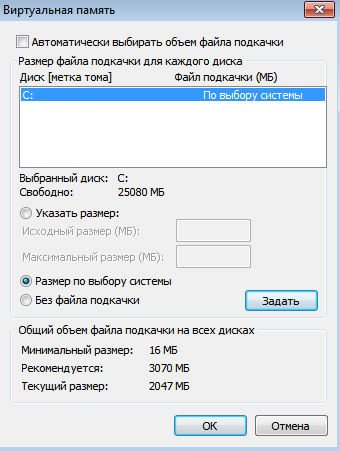 Виртуальная память
Автоматически выбирать объем файла подкачки
Размер файла подкачки для каждого диска
Диск [метка тома] Файл подкачки (МБ)
C: По выбору системы
Выбранный диск: C:
Свободно: 25080 МБ
Указать размер:
Исходный размер (МБ):
Максимальный размер (МБ):
Размер по выбору системы
Без файла подкачки Задать
Общий объем файла подкачки на всех дисках
Минимальный размер: 16 МБ
Рекомендуется: 3070 МБ
Текущий размер: 2047 МБ
ОК Отмена